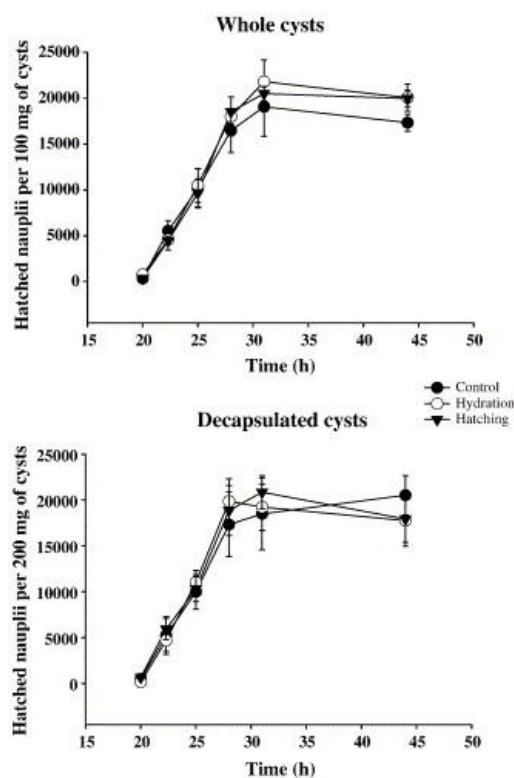 Whole cysts
Hatched nauplii per 100 mg of cysts
25000
20000
15000
10000
5000
0
15 20 25 30 35 40 45 50
Time (h)
Control
Hydration
Hatching
Decapsulated cysts
Hatched nauplii per 200 mg of cysts
25000
20000
15000
10000
5000
0
15 20 25 30 35 40 45 50
Time (h)